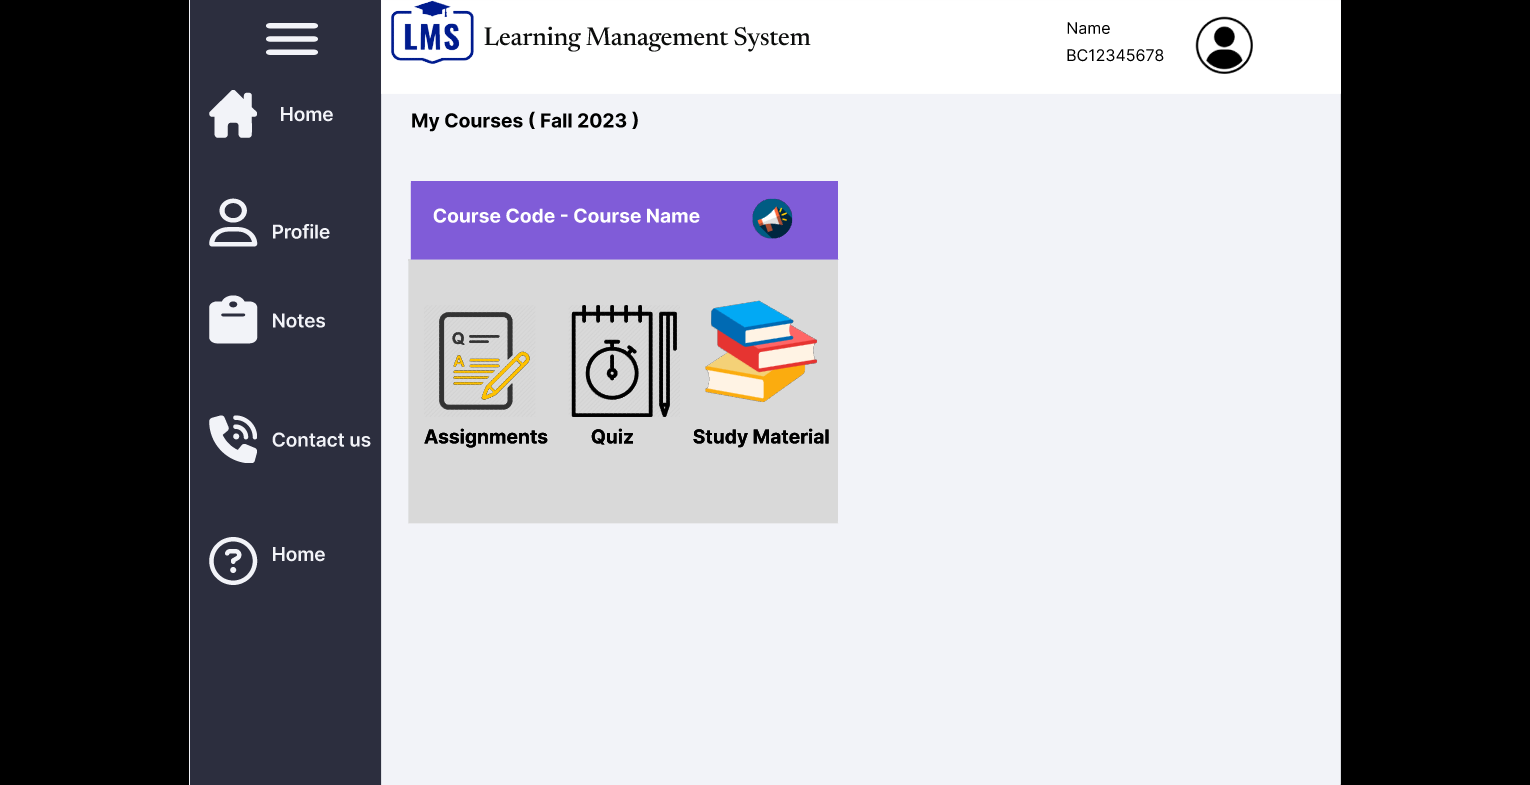 LMS Learning Management System
Name
BC12345678
Home
Profile
Notes
Contact us
Home
My Courses ( Fall 2023 )
Course Code - Course Name
Q
A
Assignments
Quiz
Study Material
?